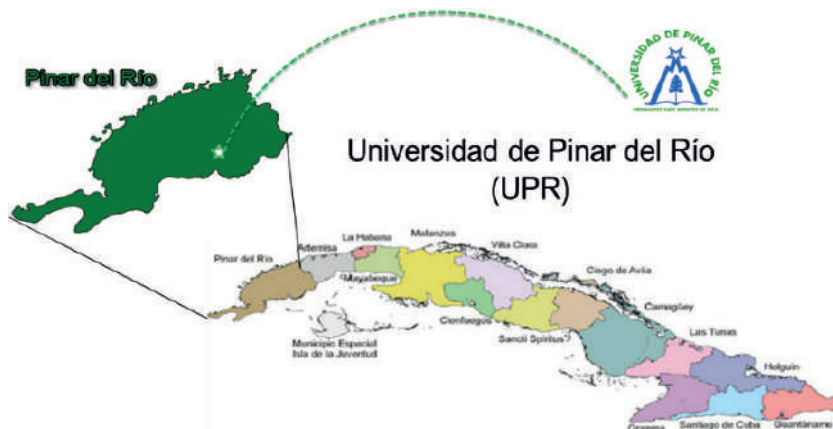 Pinar del Río
UNIVERSIDAD DE PINAR DEL RÍO
Universidad de Pinar del Río
(UPR)
Matanzas
La Habana
Villa Clara
Artemisa
Pinar del Río
Ciego de Avila
Mayabeque
Camagüey
Cienfuegos
Sancti Spíritus
Las Tunas
Municipio Especial
Isla de la Juventud
Holguín
Granma
Santiago de Cuba
Guantánamo